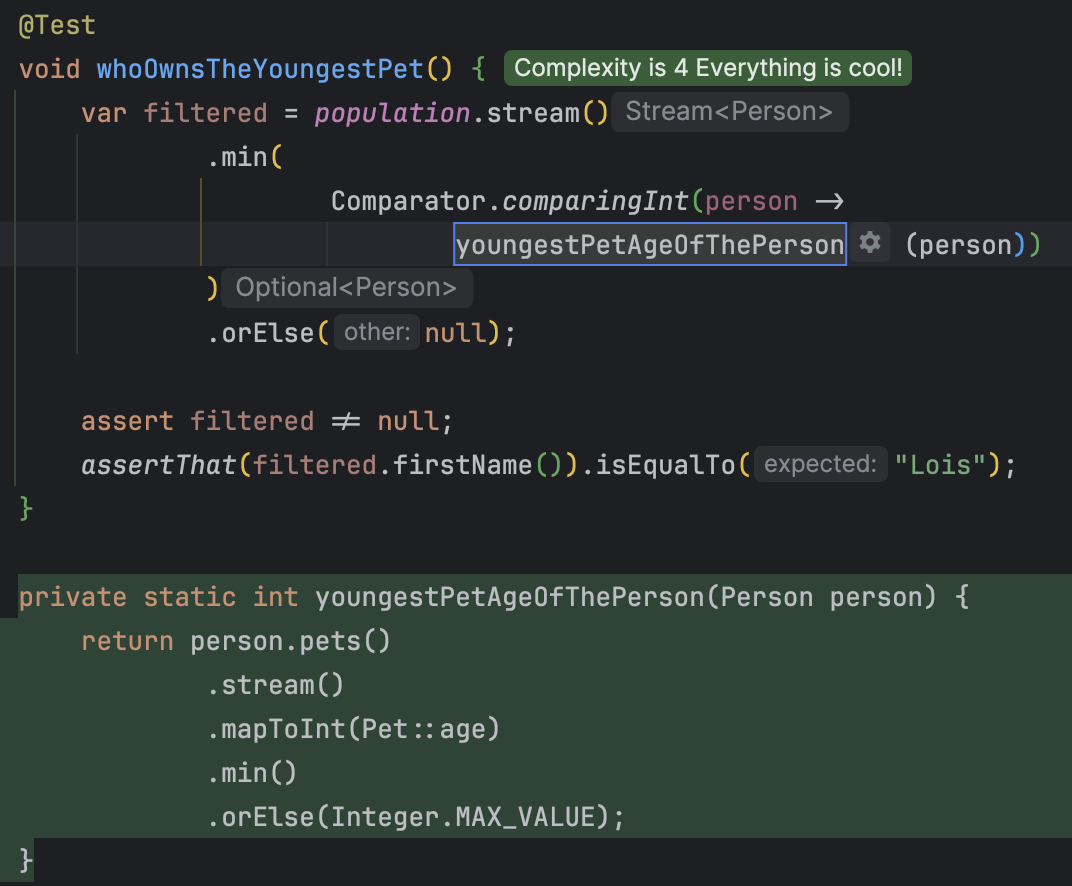 @Test
void whoOwnsTheYoungestPet() { Complexity is 4 Everything is cool!
    var filtered = population.stream() Stream<Person>
            .min(
                    Comparator.comparingInt(person ->
                            youngestPetAgeOfThePerson (person))
            ) Optional<Person>
            .orElse( other: null);

    assert filtered != null;
    assertThat(filtered.firstName()).isEqualTo( expected: "Lois");
}

private static int youngestPetAgeOfThePerson(Person person) {
    return person.pets()
            .stream()
            .mapToInt(Pet::age)
            .min()
            .orElse(Integer.MAX_VALUE);
}